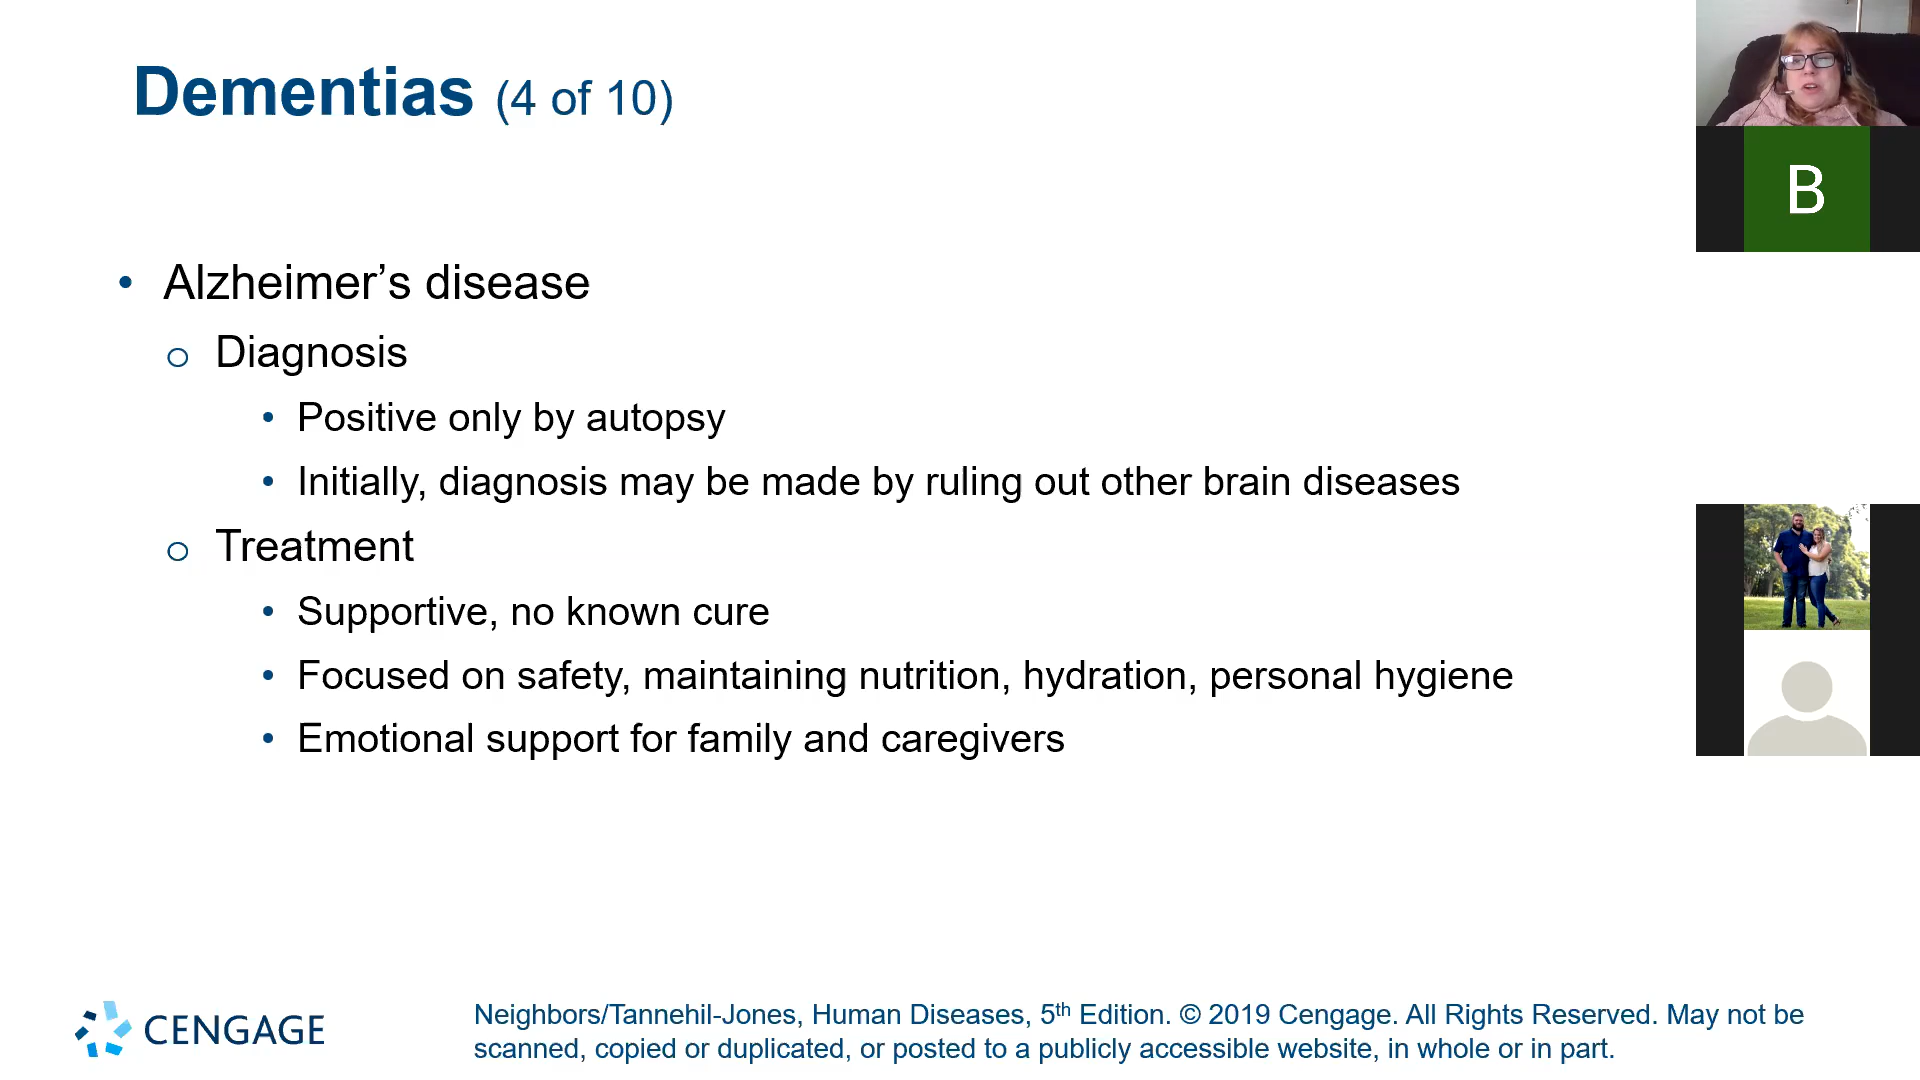 Dementias (4 of 10)
B
• Alzheimer’s disease
o Diagnosis
• Positive only by autopsy
• Initially, diagnosis may be made by ruling out other brain diseases
o Treatment
• Supportive, no known cure
• Focused on safety, maintaining nutrition, hydration, personal hygiene
• Emotional support for family and caregivers
CENGAGE
Neighbors/Tannehil-Jones, Human Diseases, 5th Edition. © 2019 Cengage. All Rights Reserved. May not be
scanned, copied or duplicated, or posted to a publicly accessible website, in whole or in part.